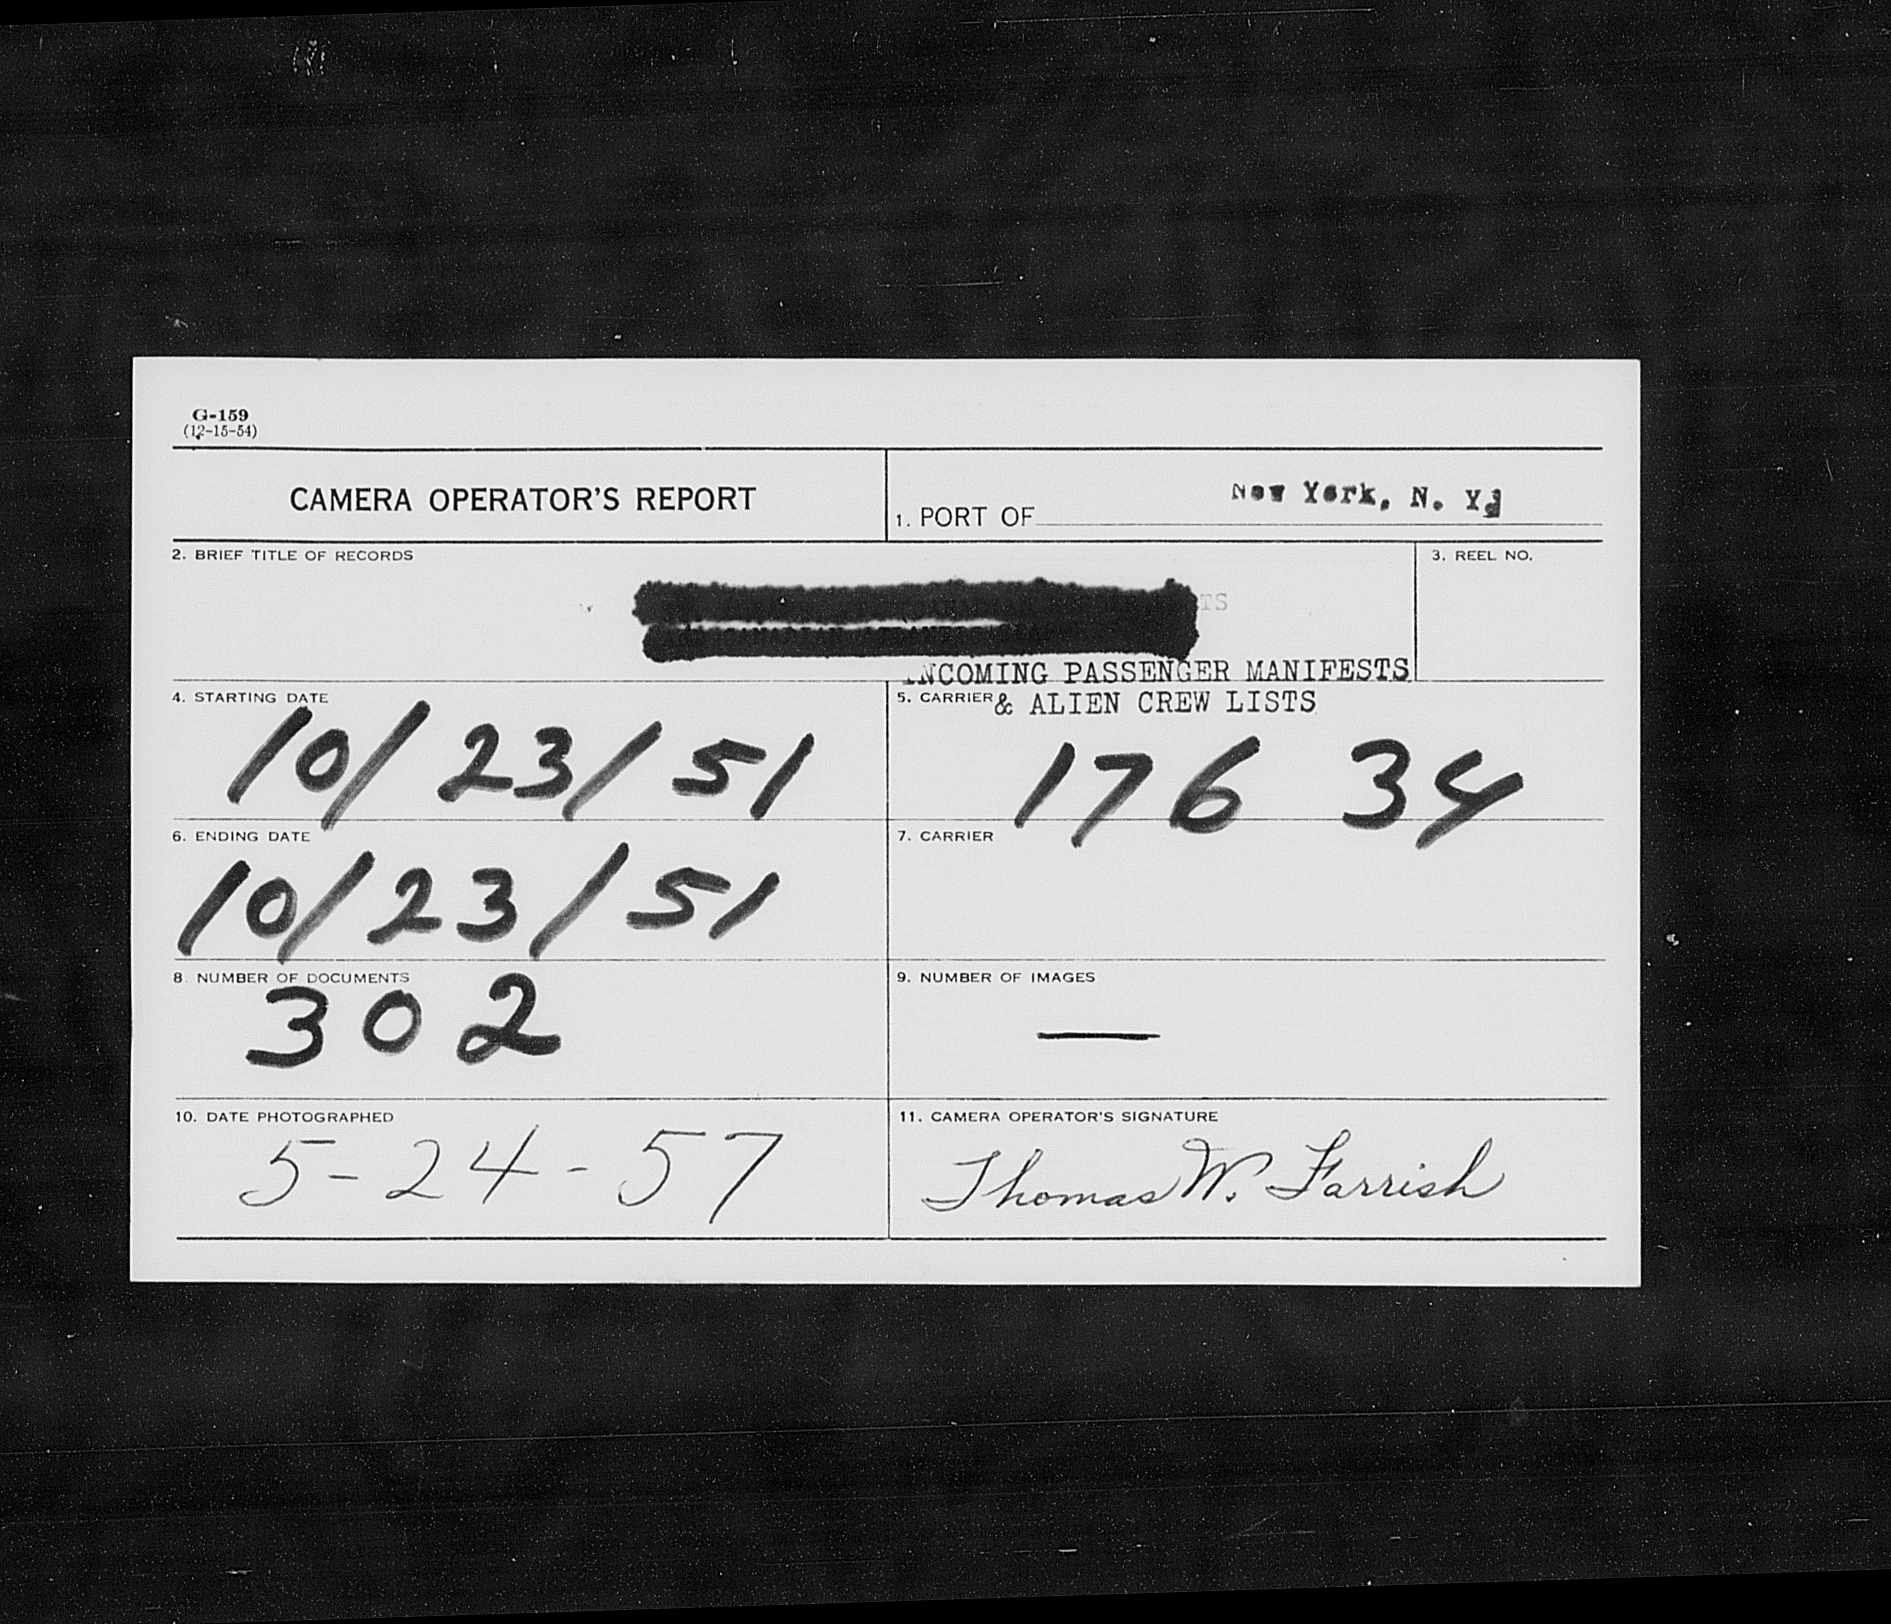 G-159
(12-15-54)
CAMERA OPERATOR'S REPORT
1. PORT OF New York, N. Y.
2. BRIEF TITLE OF RECORDS
3. REEL NO.
TS
INCOMING PASSENGER MANIFESTS
& ALIEN CREW LISTS
4. STARTING DATE
10/23/51
5. CARRIER
176 34
6. ENDING DATE
10/23/51
7. CARRIER
8. NUMBER OF DOCUMENTS
302
9. NUMBER OF IMAGES
—
10. DATE PHOTOGRAPHED
5-24-57
11. CAMERA OPERATOR'S SIGNATURE
Thomas W. Farrish